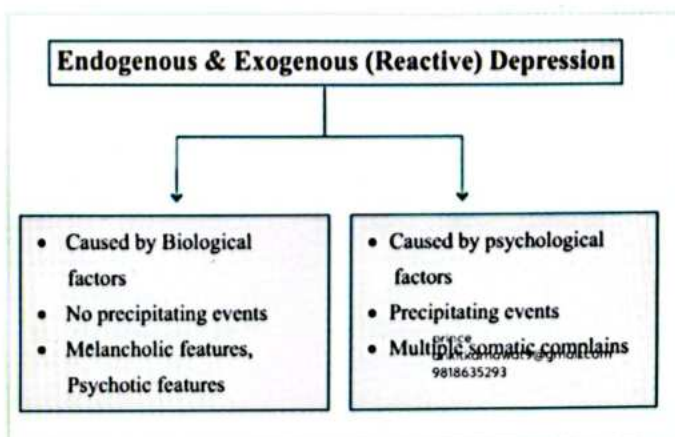 Endogenous & Exogenous (Reactive) Depression
• Caused by Biological
factors
• No precipitating events
• Melancholic features,
Psychotic features
• Caused by psychological
factors
• Precipitating events
• Multiple somatic complains
prince
9818635293